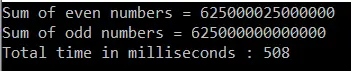 Sum of even numbers = 625000025000000
Sum of odd numbers = 625000000000000
Total time in milliseconds : 508